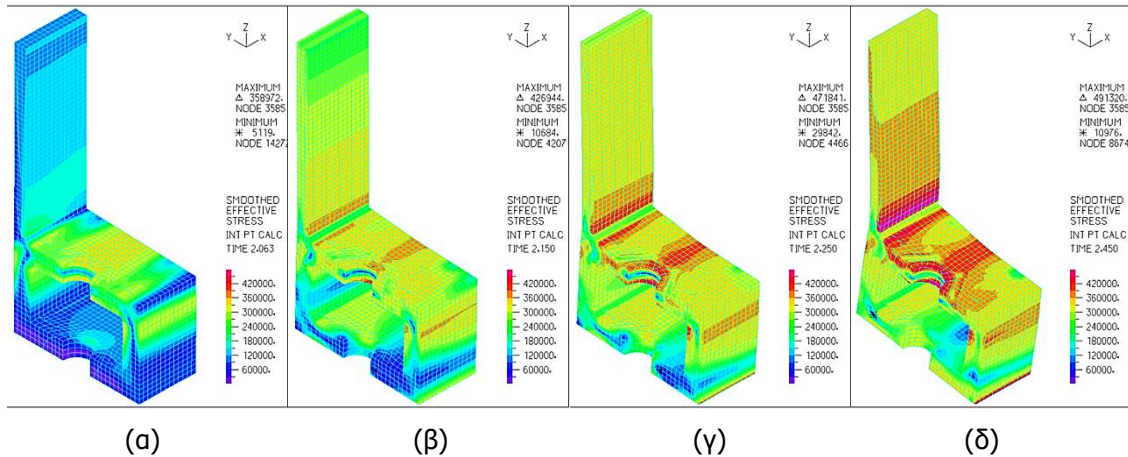 Z
Y X
MAXIMUM
Δ 358972.
NODE 3585
MINIMUM
* 5119.
NODE 1427
SMOOTHED
EFFECTIVE
STRESS
INT PT CALC
TIME 2.063
420000.
360000.
300000.
240000.
180000.
120000.
60000.
(α)
Z
Y X
MAXIMUM
Δ 426944.
NODE 3585
MINIMUM
* 10684.
NODE 4207
SMOOTHED
EFFECTIVE
STRESS
INT PT CALC
TIME 2.150
420000.
360000.
300000.
240000.
180000.
120000.
60000.
(β)
Z
Y X
MAXIMUM
Δ 471841.
NODE 3585
MINIMUM
* 29842.
NODE 4466
SMOOTHED
EFFECTIVE
STRESS
INT PT CALC
TIME 2.250
420000.
360000.
300000.
240000.
180000.
120000.
60000.
(γ)
Z
Y X
MAXIMUM
Δ 491320.
NODE 3585
MINIMUM
* 10976.
NODE 8674
SMOOTHED
EFFECTIVE
STRESS
INT PT CALC
TIME 2.450
420000.
360000.
300000.
240000.
180000.
120000.
60000.
(δ)